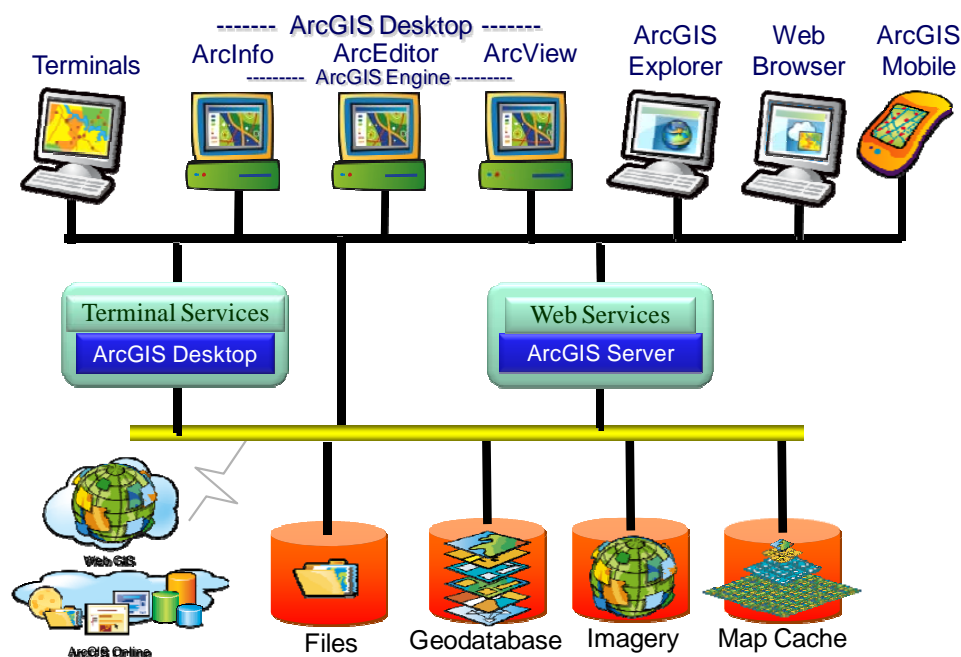 ------- ArcGIS Desktop -------
Terminals
ArcInfo
ArcEditor
ArcView
--------- ArcGIS Engine ---------
ArcGIS
Explorer
Web
Browser
ArcGIS
Mobile
Terminal Services
ArcGIS Desktop
Web Services
ArcGIS Server
Web GIS
ArcGIS Online
Files
Geodatabase
Imagery
Map Cache